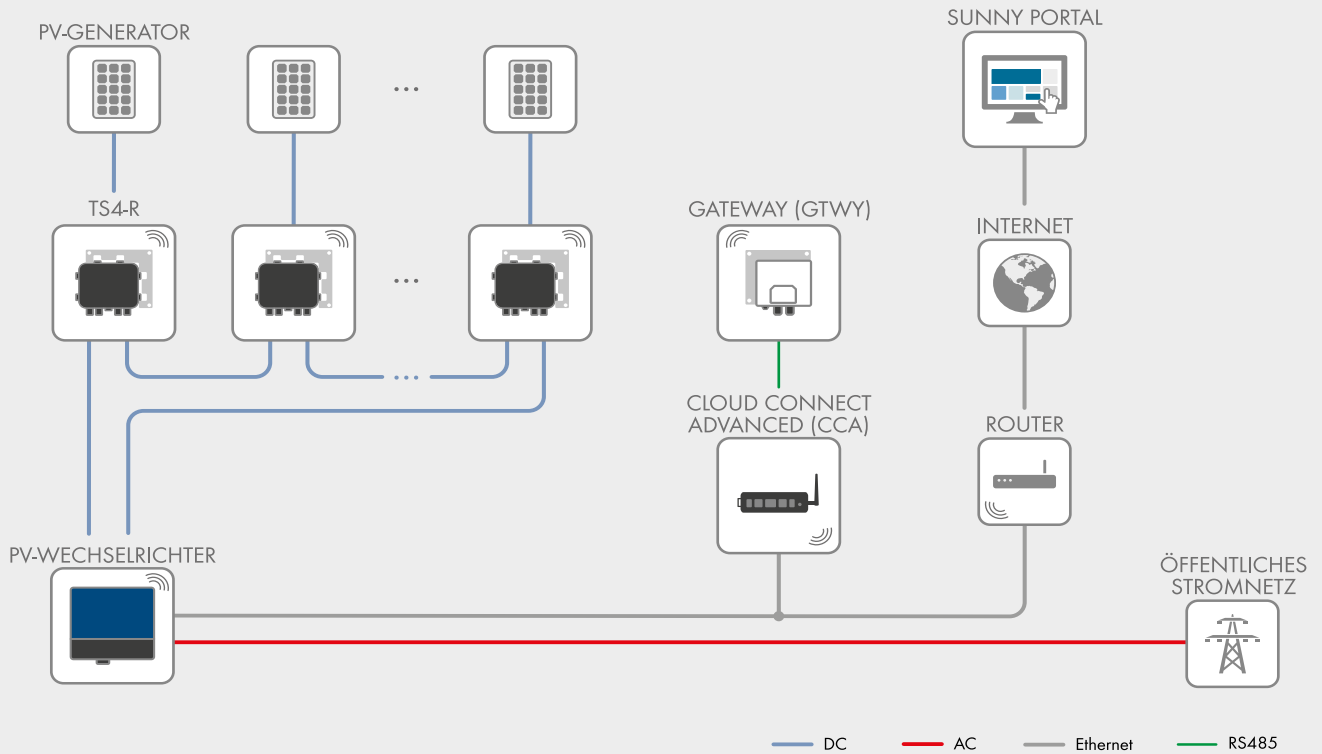 PV-GENERATOR
SUNNY PORTAL
...
TS4-R
GATEWAY (GTWY)
INTERNET
...
...
CLOUD CONNECT
ADVANCED (CCA)
ROUTER
PV-WECHSELRICHTER
ÖFFENTLICHES
STROMNETZ
DC
AC
Ethernet
RS485